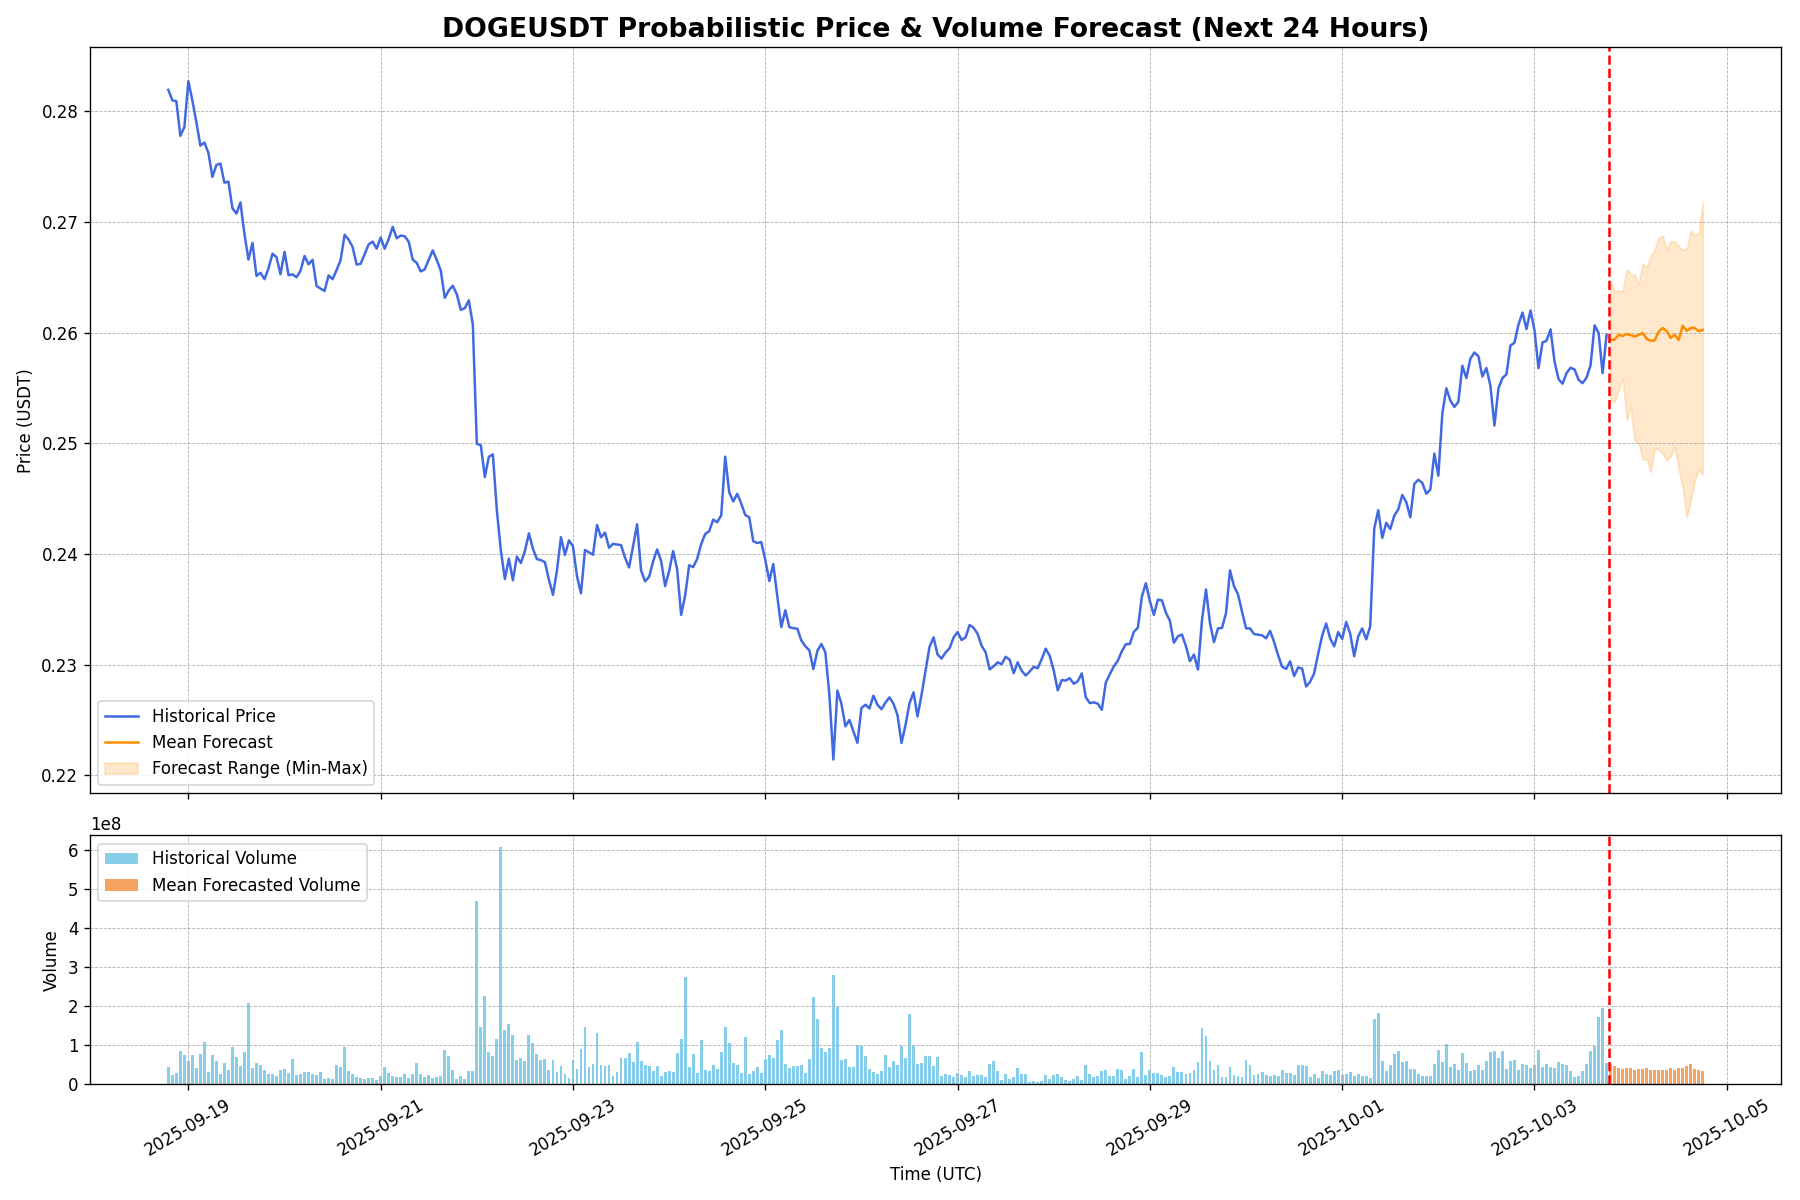 DOGEUSDT Probabilistic Price & Volume Forecast (Next 24 Hours)
Price (USDT)
0.28
0.27
0.26
0.25
0.24
0.23
0.22
Historical Price
Mean Forecast
Forecast Range (Min-Max)
1e8
Volume
6
5
4
3
2
1
0
Historical Volume
Mean Forecasted Volume
2025-09-19
2025-09-21
2025-09-23
2025-09-25
2025-09-27
2025-09-29
2025-10-01
2025-10-03
2025-10-05
Time (UTC)